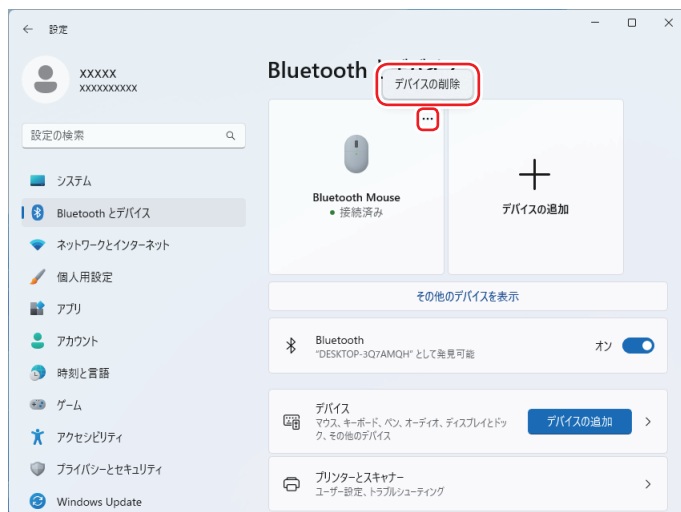 設定
XXXXX
XXXXXXXXXX
設定の検索
システム
Bluetooth とデバイス
ネットワークとインターネット
個人用設定
アプリ
アカウント
時刻と言語
ゲーム
アクセシビリティ
プライバシーとセキュリティ
Windows Update
Bluetooth
デバイスの削除
Bluetooth Mouse
接続済み
デバイスの追加
その他のデバイスを表示
Bluetooth
"DESKTOP-3Q7AMQH" として発見可能
オン
デバイス
マウス、キーボード、ペン、オーディオ、ディスプレイとドッ
ク、その他のデバイス
デバイスの追加
プリンターとスキャナー
ユーザー設定、トラブルシューティング